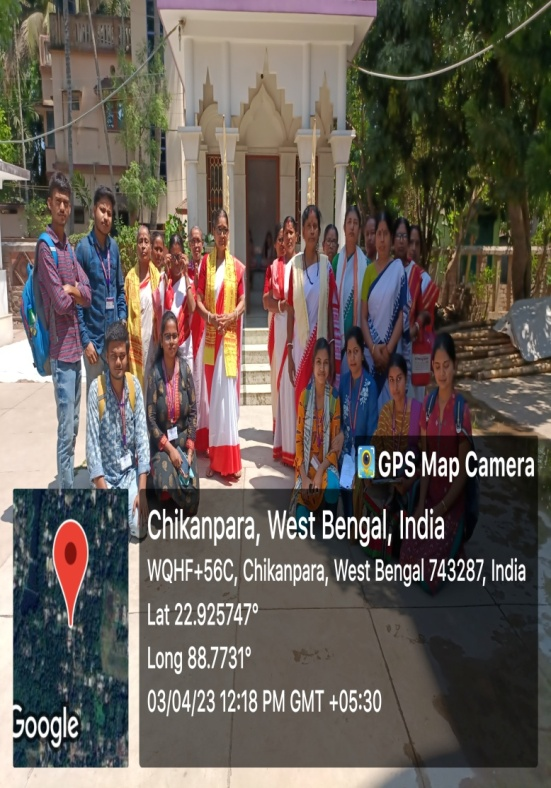 GPS Map Camera
Chikanpara, West Bengal, India
WQHF+56C, Chikanpara, West Bengal 743287, India
Lat 22.925747°
Long 88.7731°
03/04/23 12:18 PM GMT +05:30
Google